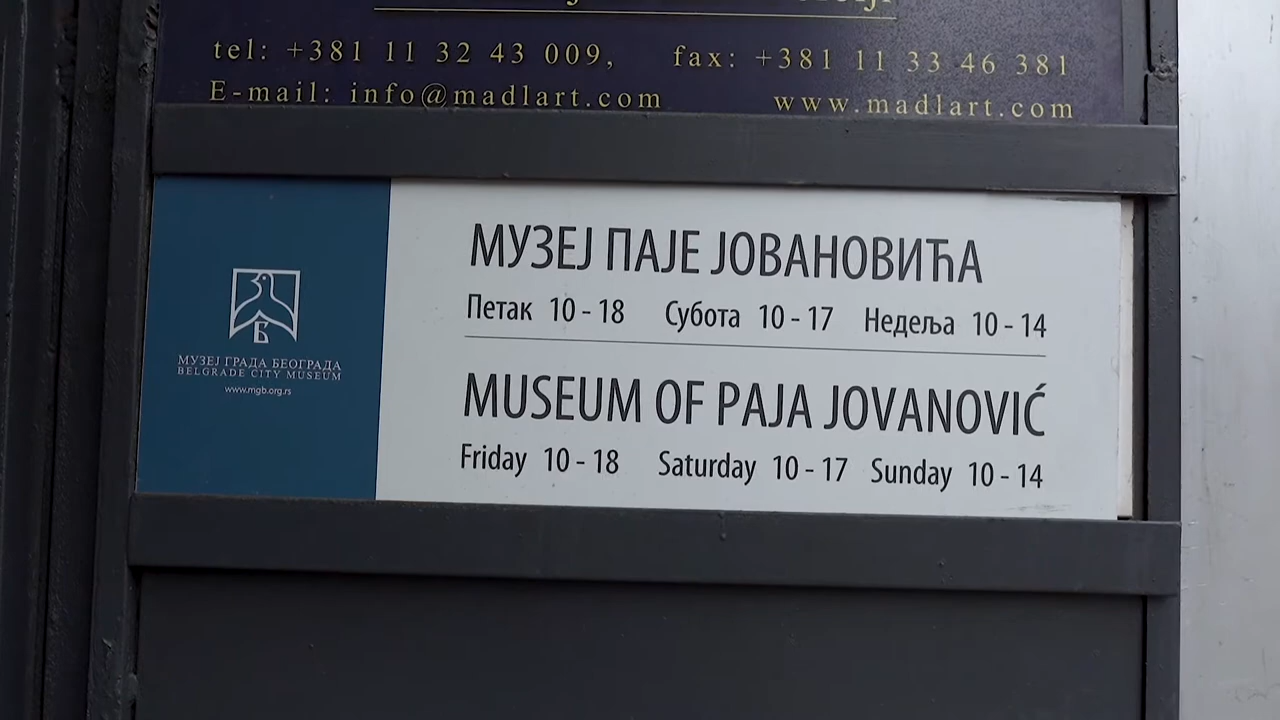 tel: +381 11 32 43 009, fax: +381 11 33 46 381
E-mail: info@madlart.com www.madlart.com
МУЗЕЈ ПАЈЕ ЈОВАНОВИЋА
Петак 10 - 18 Субота 10 - 17 Недеља 10 - 14
MUSEUM OF PAJA JOVANOVIĆ
Friday 10 - 18 Saturday 10 - 17 Sunday 10 - 14
Б
МУЗЕЈ ГРАДА БЕОГРАДА
BELGRADE CITY MUSEUM
www.mgb.org.rs